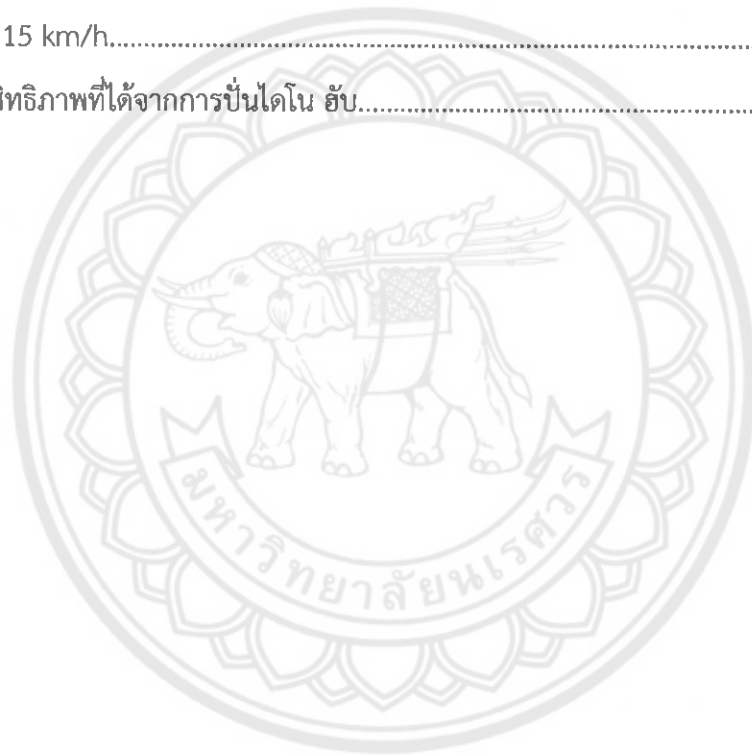 15 km/h....................................................................................................
สิทธิภาพที่ได้จากการปั่นไดโน ฮับ............................................................
มหาวิทยาลัยนเรศวร